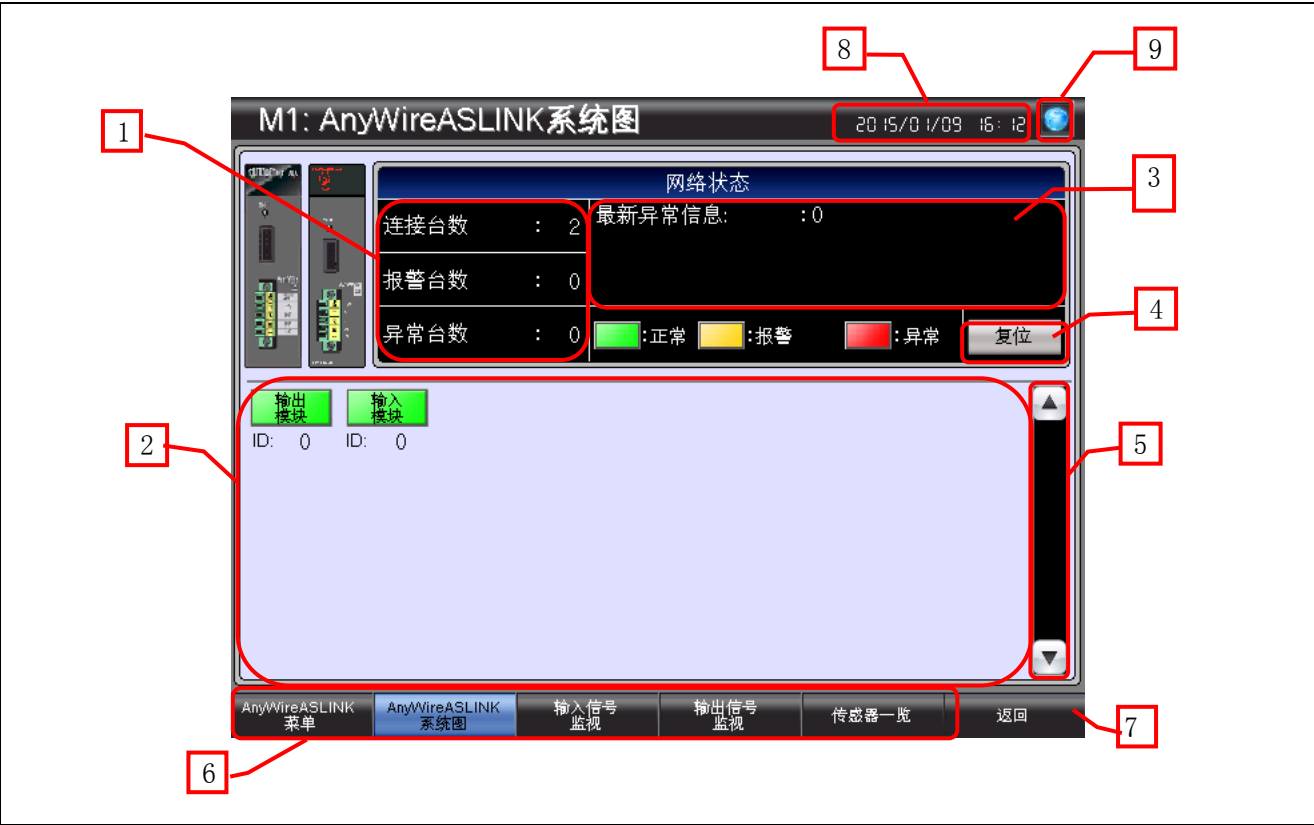 8
9
M1: AnyWireASLINK系统图
2015/01/09 16:12
1
网络状态
3
连接台数 : 2
最新异常信息: :0
报警台数 : 0
4
异常台数 : 0
:正常
:报警
:异常
复位
输出
模块
输入
模块
ID: 0
ID: 0
2
5
AnyWireASLINK
菜单
AnyWireASLINK
系统图
输入信号
监视
输出信号
监视
传感器一览
返回
7
6